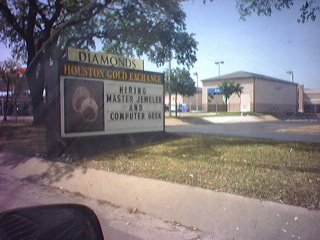 DIAMONDS
HOUSTON GOLD EXCHANGE
HIRING
MASTER JEWELER
AND
COMPUTER GEEK